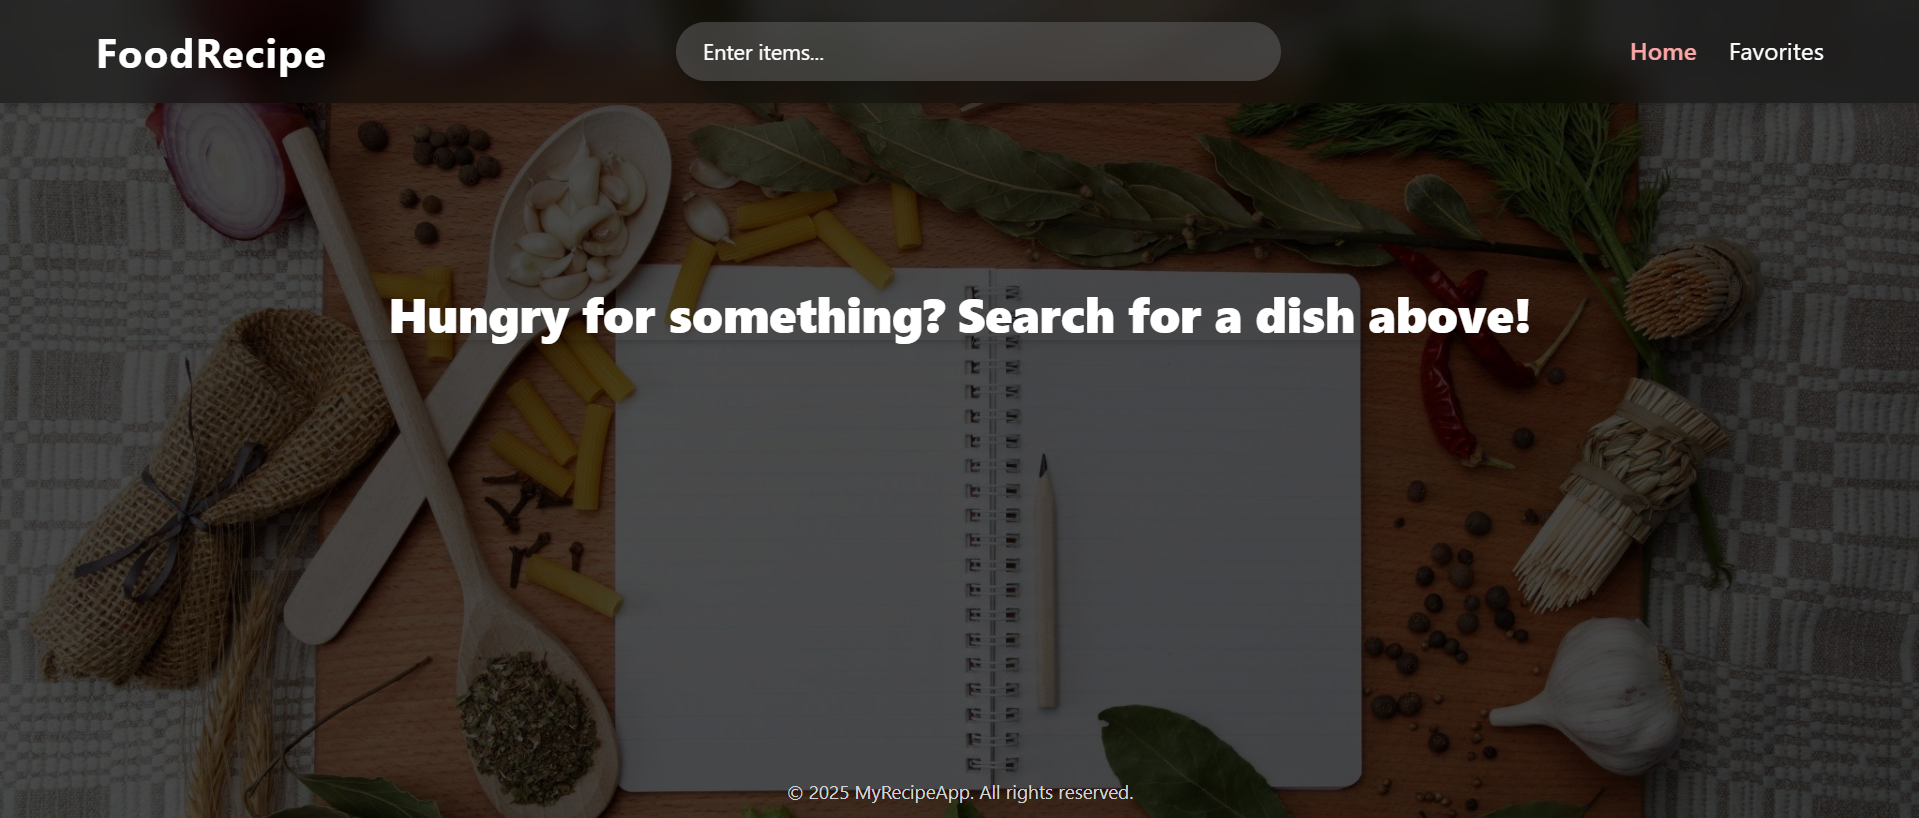 FoodRecipe
Enter items...
Home
Favorites
Hungry for something? Search for a dish above!
© 2025 MyRecipeApp. All rights reserved.